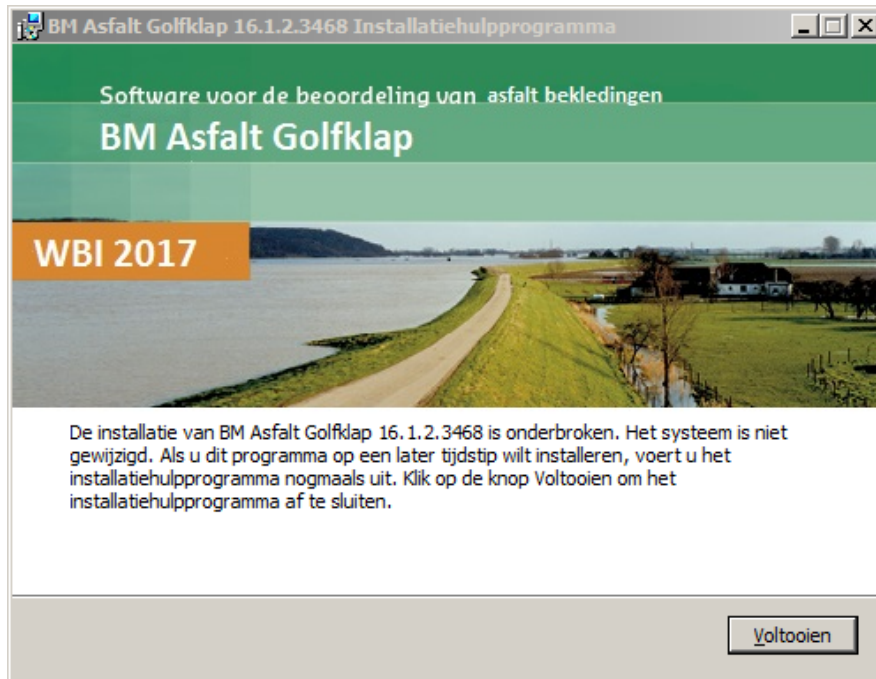 BM Asfalt Golfklap 16.1.2.3468 Installatiehulpprogramma
Software voor de beoordeling van asfalt bekledingen
BM Asfalt Golfklap
WBI 2017
De installatie van BM Asfalt Golfklap 16.1.2.3468 is onderbroken. Het systeem is niet
gewijzigd. Als u dit programma op een later tijdstip wilt installeren, voert u het
installatiehulpprogramma nogmaals uit. Klik op de knop Voltooien om het
installatiehulpprogramma af te sluiten.
Voltooien